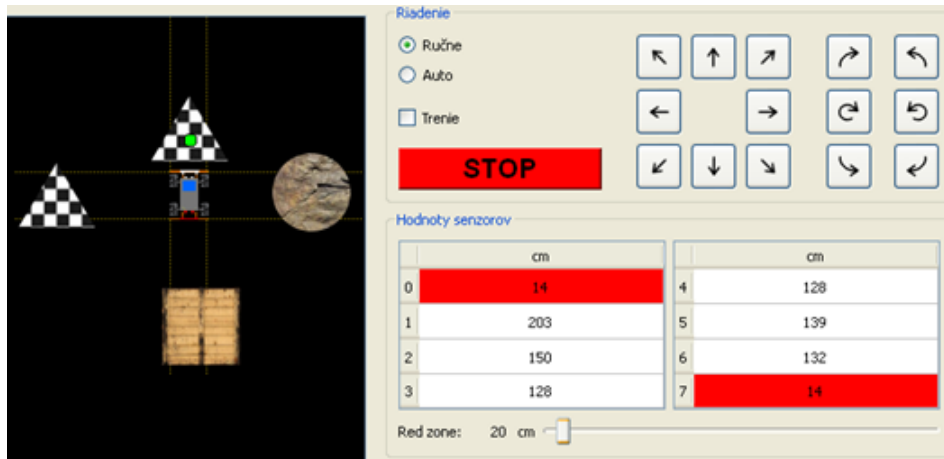 Riadenie
Ručne
Auto
Trenie
STOP
Hodnoty senzorov
cm cm
0 14 4 128
1 203 5 139
2 150 6 132
3 128 7 14
Red zone: 20 cm